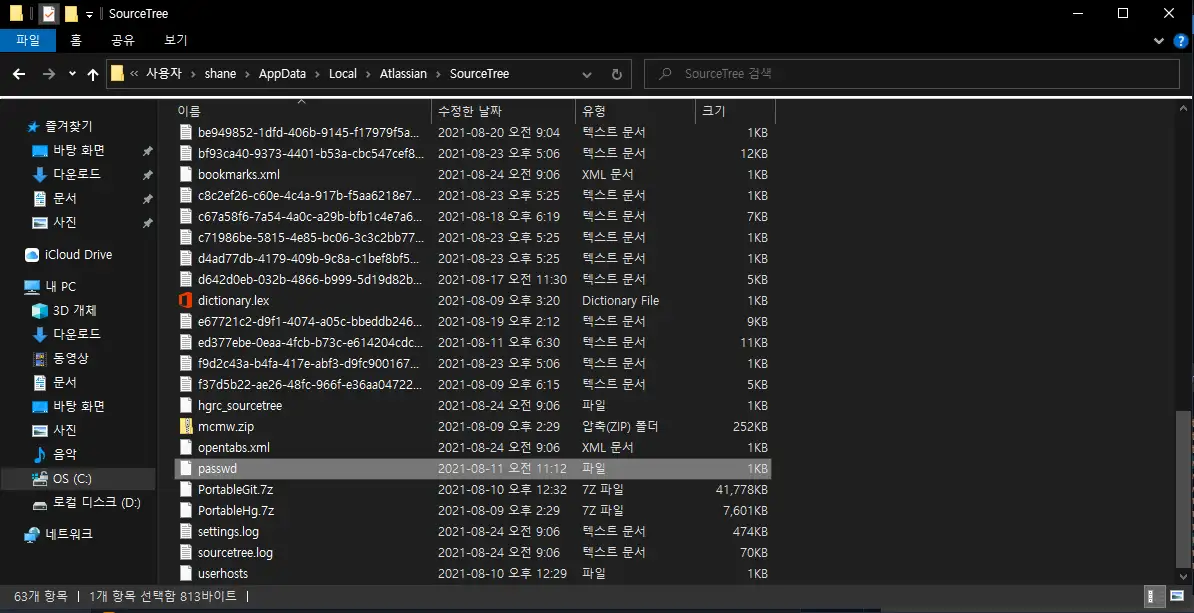 SourceTree
파일 홈 공유 보기
« 사용자 › shane › AppData › Local › Atlassian › SourceTree
SourceTree 검색
즐겨찾기
바탕 화면
다운로드
문서
사진
iCloud Drive
내 PC
3D 개체
다운로드
동영상
문서
바탕 화면
사진
음악
OS (C:)
로컬 디스크 (D:)
네트워크
이름 수정한 날짜 유형 크기
be949852-1dfd-406b-9145-f17979f5a... 2021-08-20 오전 9:04 텍스트 문서 1KB
bf93ca40-9373-4401-b53a-cbc547cef8... 2021-08-23 오후 5:06 텍스트 문서 12KB
bookmarks.xml 2021-08-24 오전 9:06 XML 문서 1KB
c8c2ef26-c60e-4c4a-917b-f5aa6218e7... 2021-08-23 오후 5:25 텍스트 문서 1KB
c67a58f6-7a54-4a0c-a29b-bfb1c4e7a6... 2021-08-18 오후 6:19 텍스트 문서 7KB
c71986be-5815-4e85-bc06-3c3c2bb77... 2021-08-23 오후 5:25 텍스트 문서 1KB
d4ad77db-4179-409b-9c8a-c1bef8bf5... 2021-08-23 오후 5:25 텍스트 문서 1KB
d642d0eb-032b-4866-b999-5d19d82b... 2021-08-17 오전 11:30 텍스트 문서 5KB
dictionary.lex 2021-08-09 오후 3:20 Dictionary File 1KB
e67721c2-d9f1-4074-a05c-bbeddb246... 2021-08-19 오후 2:12 텍스트 문서 9KB
ed377ebe-0eaa-4fcb-b73c-e614204cdc... 2021-08-11 오후 6:30 텍스트 문서 11KB
f9d2c43a-b4fa-417e-abf3-d9fc900167... 2021-08-23 오후 5:06 텍스트 문서 1KB
f37d5b22-ae26-48fc-966f-e36aa04722... 2021-08-09 오후 6:15 텍스트 문서 5KB
hgrc_sourcetree 2021-08-24 오전 9:06 파일 1KB
mcmw.zip 2021-08-09 오후 2:29 압축(ZIP) 폴더 252KB
opentabs.xml 2021-08-24 오전 9:06 XML 문서 1KB
passwd 2021-08-11 오전 11:12 파일 1KB
PortableGit.7z 2021-08-10 오후 12:32 7Z 파일 41,778KB
PortableHg.7z 2021-08-09 오후 2:29 7Z 파일 7,601KB
settings.log 2021-08-24 오전 9:06 텍스트 문서 474KB
sourcetree.log 2021-08-24 오전 9:06 텍스트 문서 70KB
userhosts 2021-08-10 오후 12:29 파일 1KB
63개 항목 | 1개 항목 선택함 813바이트 |